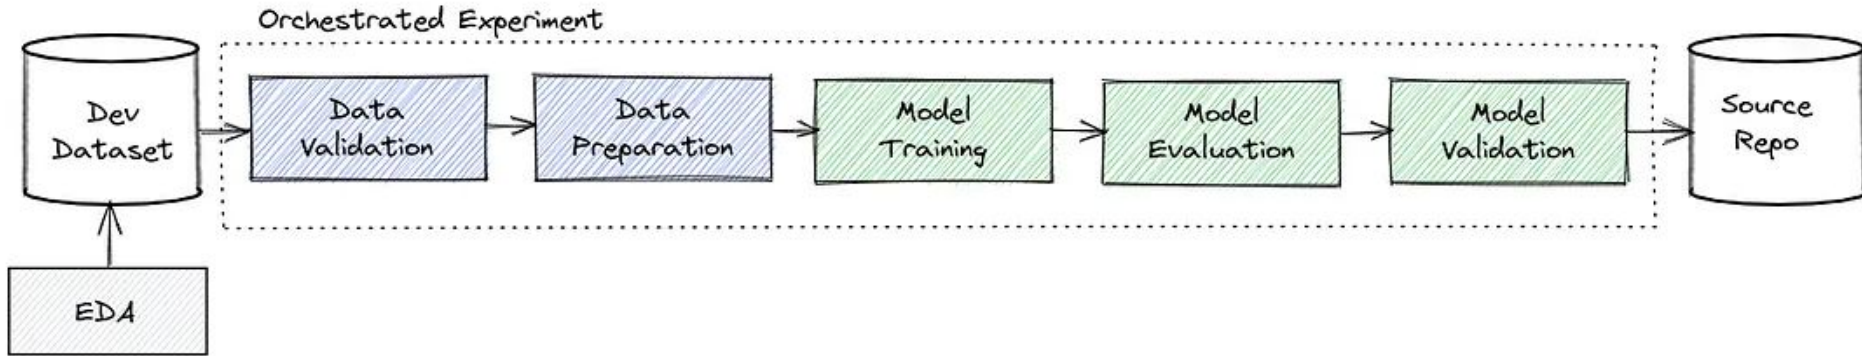 Orchestrated Experiment
Dev
Dataset
Data
Validation
Data
Preparation
Model
Training
Model
Evaluation
Model
Validation
Source
Repo
EDA